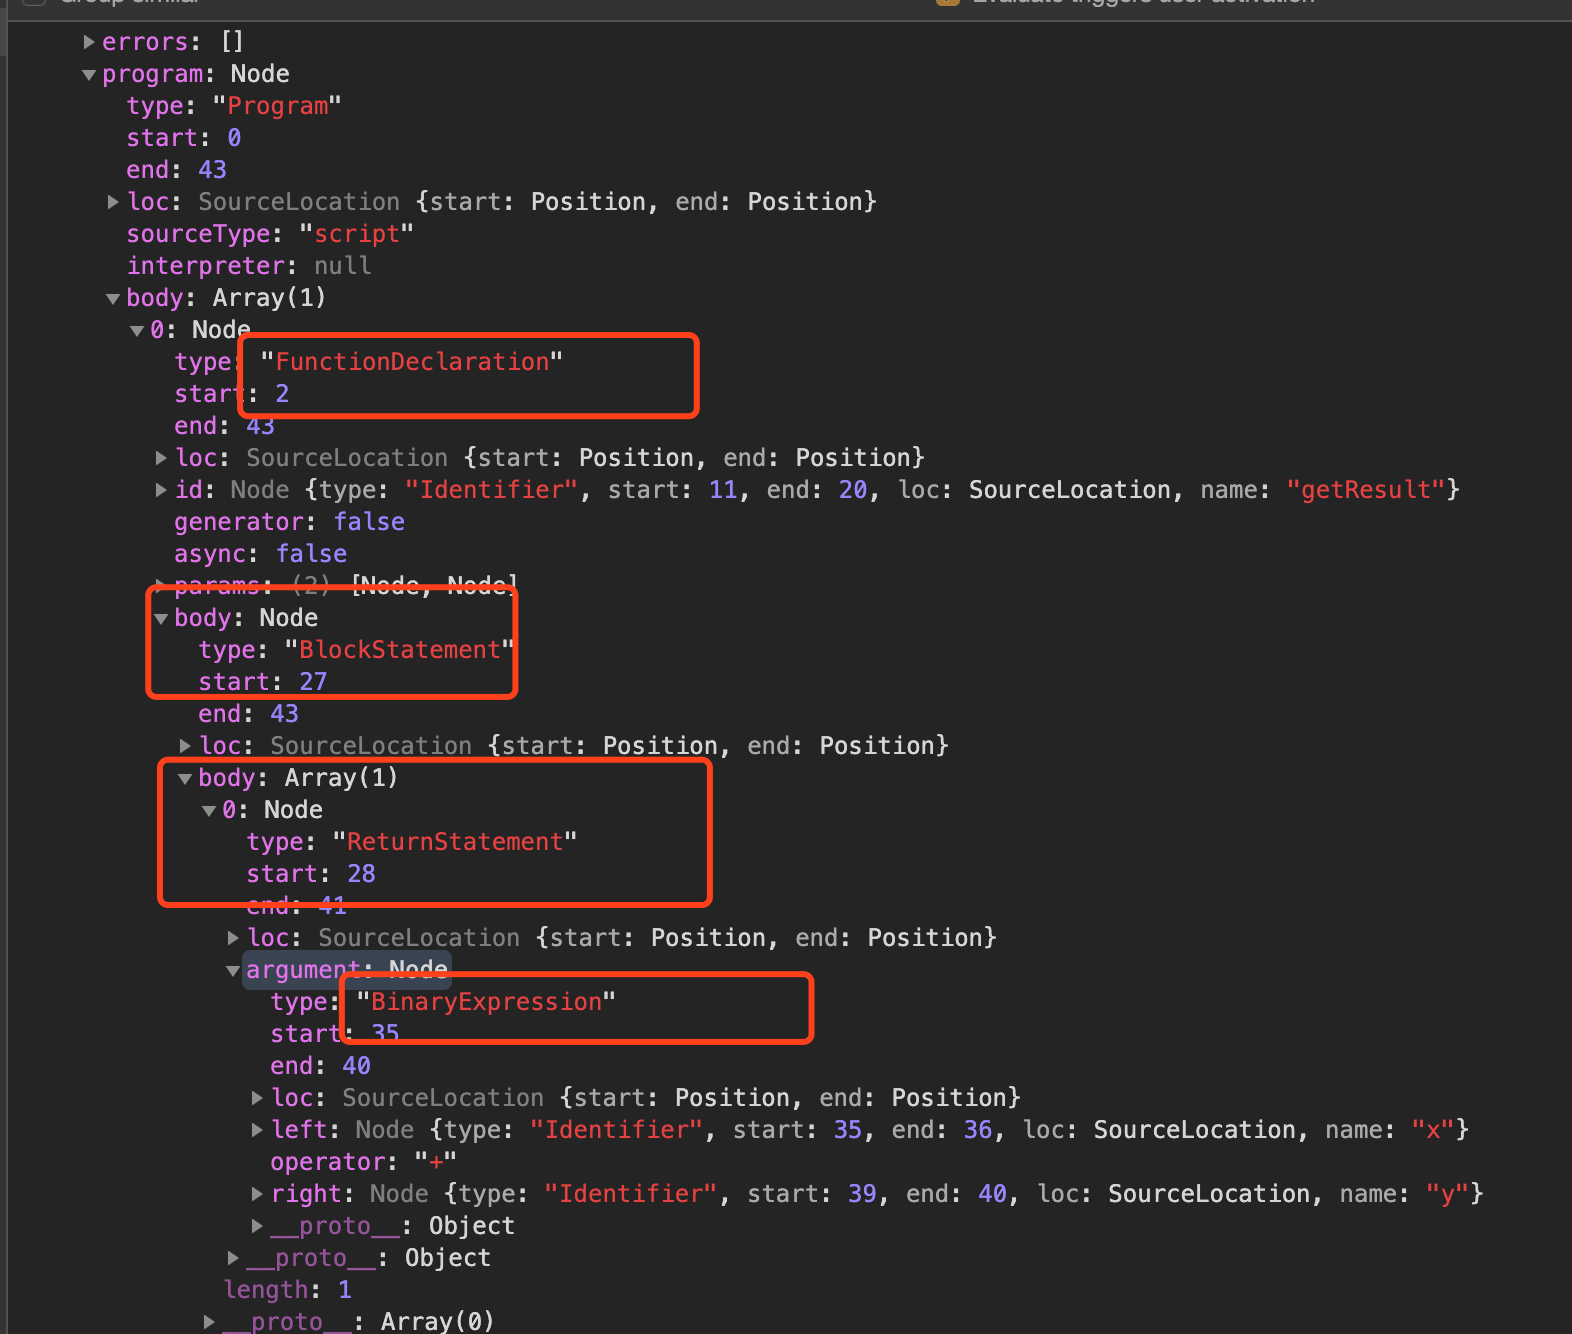 Group similar
Evaluate triggers user activation
errors: []
program: Node
type: "Program"
start: 0
end: 43
loc: SourceLocation {start: Position, end: Position}
sourceType: "script"
interpreter: null
body: Array(1)
0: Node
type: "FunctionDeclaration"
start: 2
end: 43
loc: SourceLocation {start: Position, end: Position}
id: Node {type: "Identifier", start: 11, end: 20, loc: SourceLocation, name: "getResult"}
generator: false
async: false
params: (2) [Node, Node]
body: Node
type: "BlockStatement"
start: 27
end: 43
loc: SourceLocation {start: Position, end: Position}
body: Array(1)
0: Node
type: "ReturnStatement"
start: 28
end: 41
loc: SourceLocation {start: Position, end: Position}
argument: Node
type: "BinaryExpression"
start: 35
end: 40
loc: SourceLocation {start: Position, end: Position}
left: Node {type: "Identifier", start: 35, end: 36, loc: SourceLocation, name: "x"}
operator: "+"
right: Node {type: "Identifier", start: 39, end: 40, loc: SourceLocation, name: "y"}
__proto__: Object
__proto__: Object
length: 1
__proto__: Array(0)